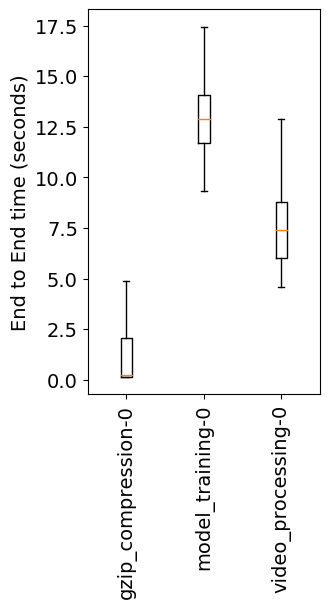 End to End time (seconds)
17.5
15.0
12.5
10.0
7.5
5.0
2.5
0.0
gzip_compression-0
model_training-0
video_processing-0